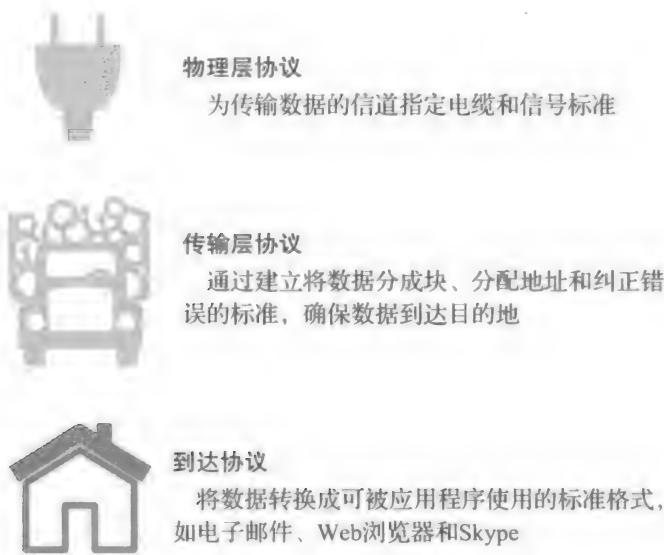 物理层协议
为传输数据的信道指定电缆和信号标准
传输层协议
通过建立将数据分成块、分配地址和纠正错
误的标准，确保数据到达目的地
到达协议
将数据转换成可被应用程序使用的标准格式，
如电子邮件、Web浏览器和Skype